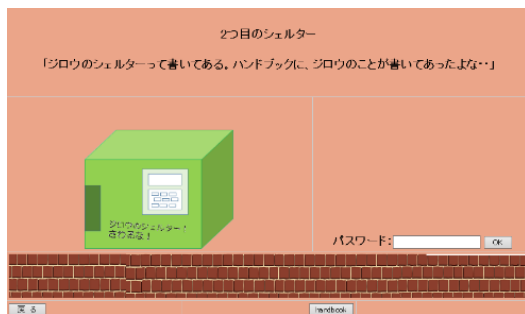 2つ目のシェルター
「ジロウのシェルターって書いてある。ハンドブックに、ジロウのことが書いてあったよな・・」
ジロウのシェルター！
さわるな！
パスワード：
OK
戻る
handbook